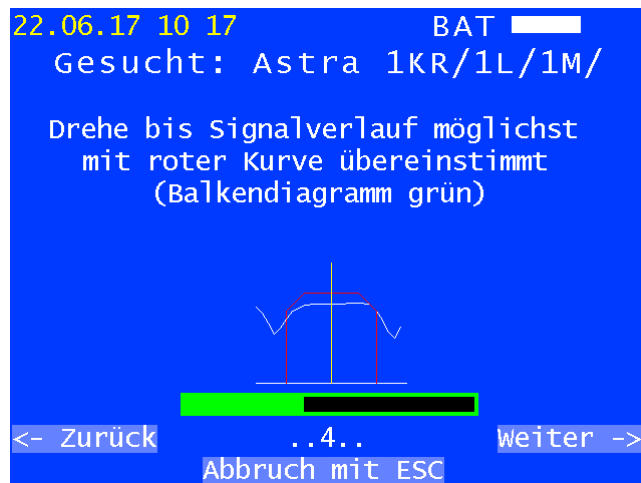 22.06.17 10 17 BAT
Gesucht: Astra 1KR/1L/1M/
Drehe bis Signalverlauf möglichst
mit roter Kurve übereinstimmt
(Balkendiagramm grün)
<- Zurück ..4.. Weiter ->
Abbruch mit ESC